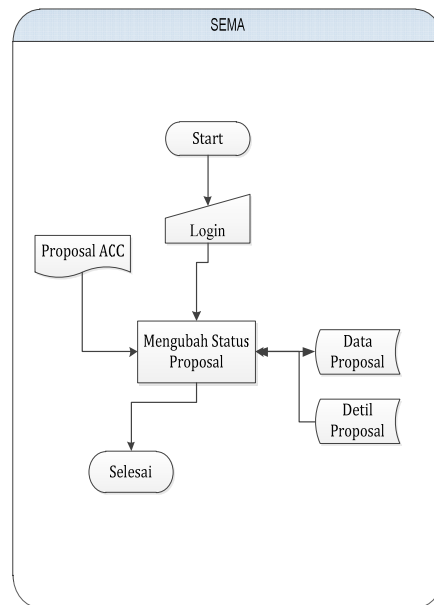 SEMA
Start
Login
Proposal ACC
Mengubah Status
Proposal
Data
Proposal
Detil
Proposal
Selesai